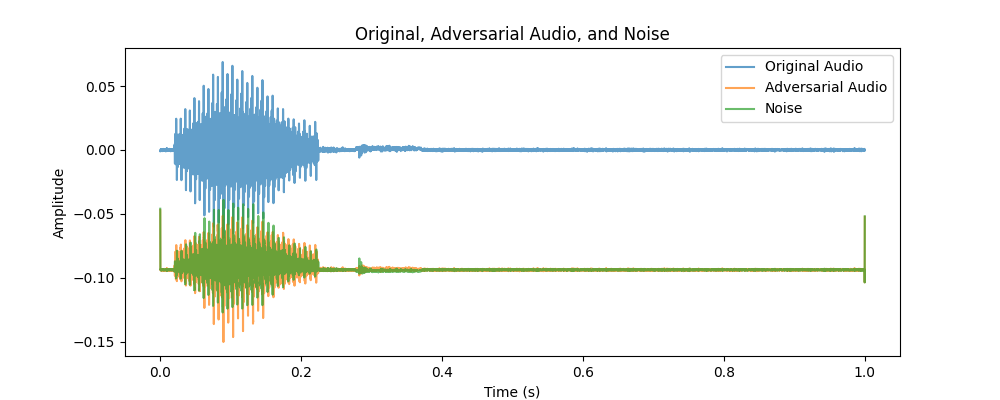 Original, Adversarial Audio, and Noise
Original Audio
Adversarial Audio
Noise
Amplitude
0.05
0.00
−0.05
−0.10
−0.15
0.0
0.2
0.4
0.6
0.8
1.0
Time (s)